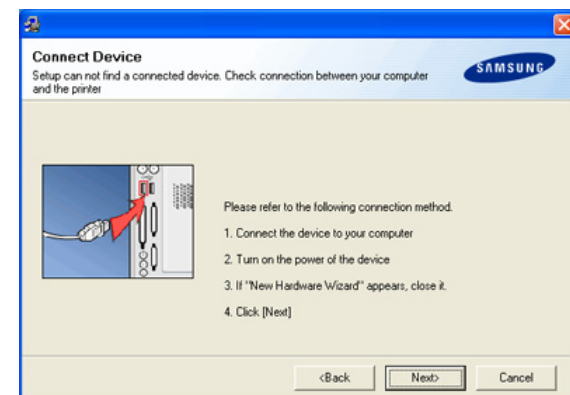 Connect Device
Setup can not find a connected device. Check connection between your computer
and the printer
SAMSUNG
Please refer to the following connection method.
1. Connect the device to your computer
2. Turn on the power of the device
3. If "New Hardware Wizard" appears, close it.
4. Click [Next]
<Back
Next>
Cancel